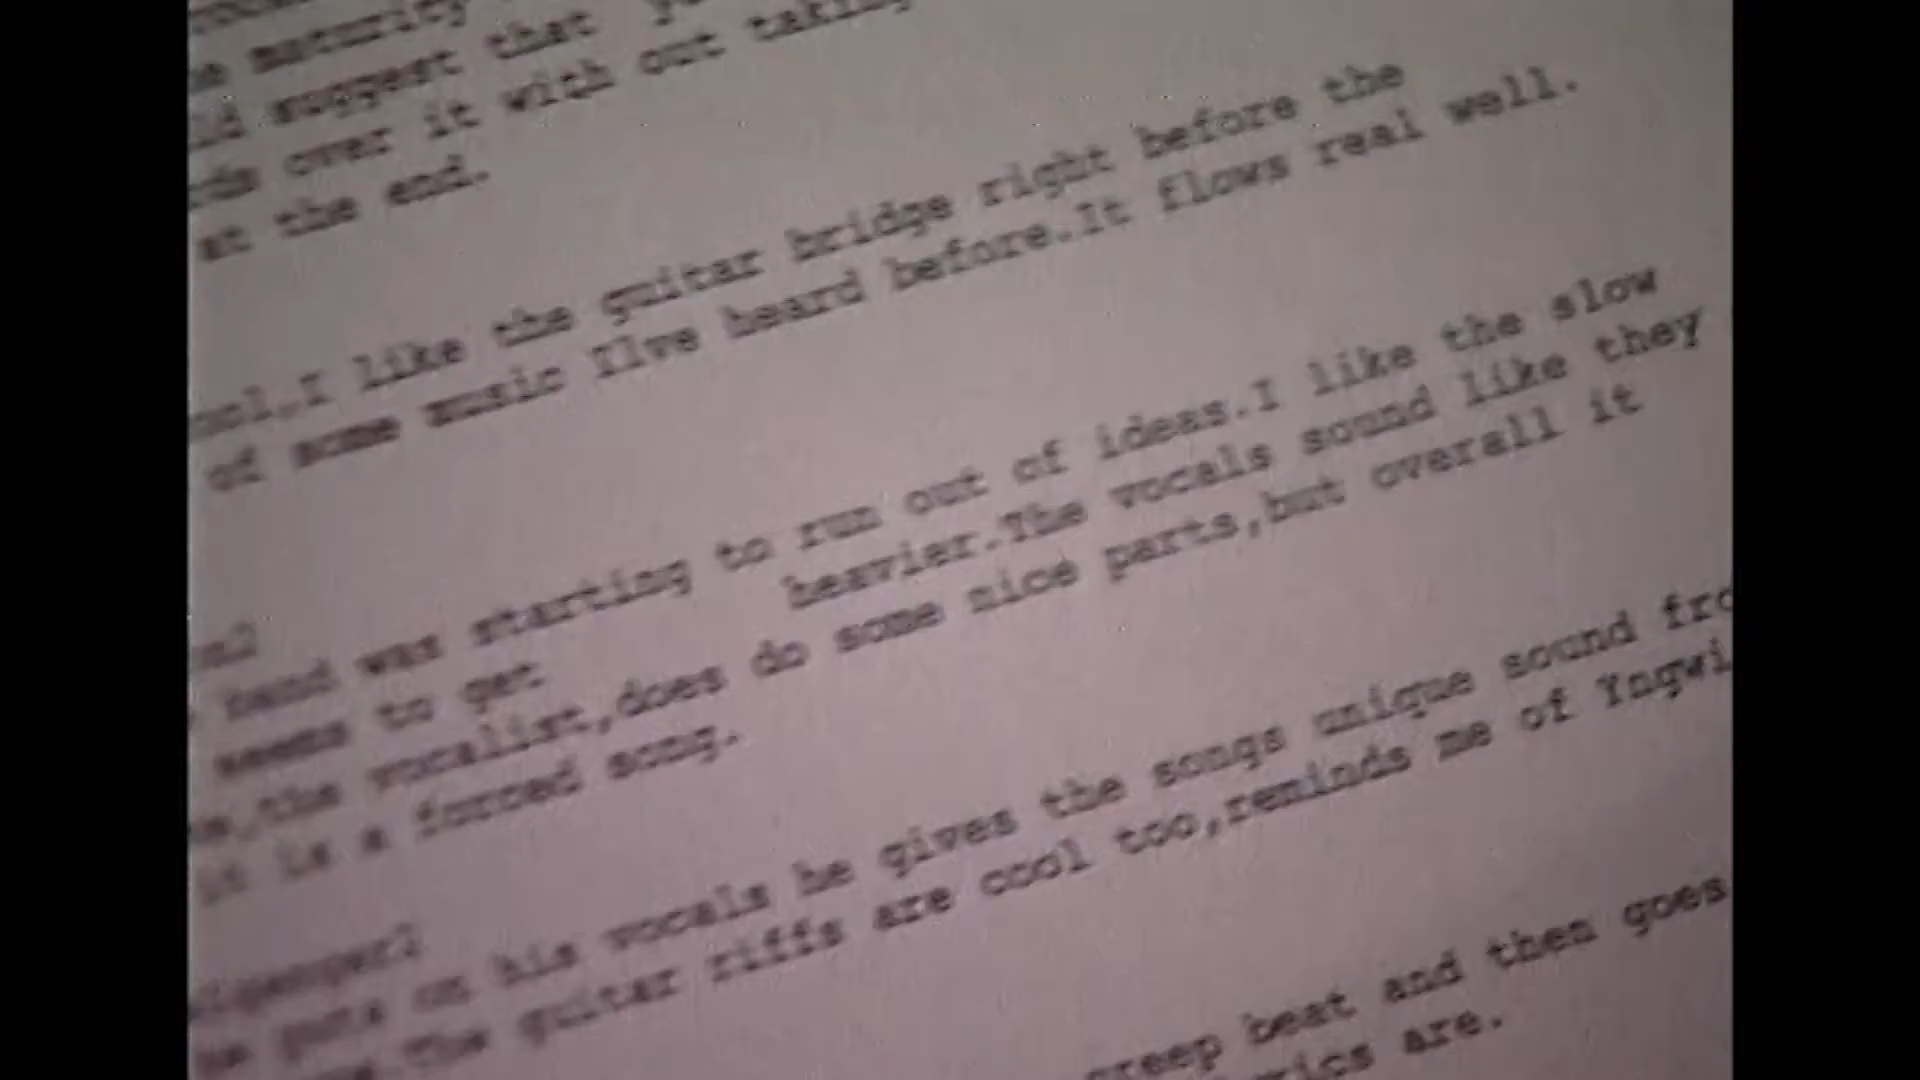 maturity
suggest that
over it with out taking
at the end.
I like the guitar bridge right before the
of some music I1ve heard before.It flows real well.
band was starting to run out of ideas.I like the slow
seems to get heavier.The vocals sound like they
the vocalist,does do some nice parts,but overall it
it is a forced song.
on his vocals he gives the songs unique sound
The guitar riffs are cool too,reminds me of
creep beat and then goes
are.